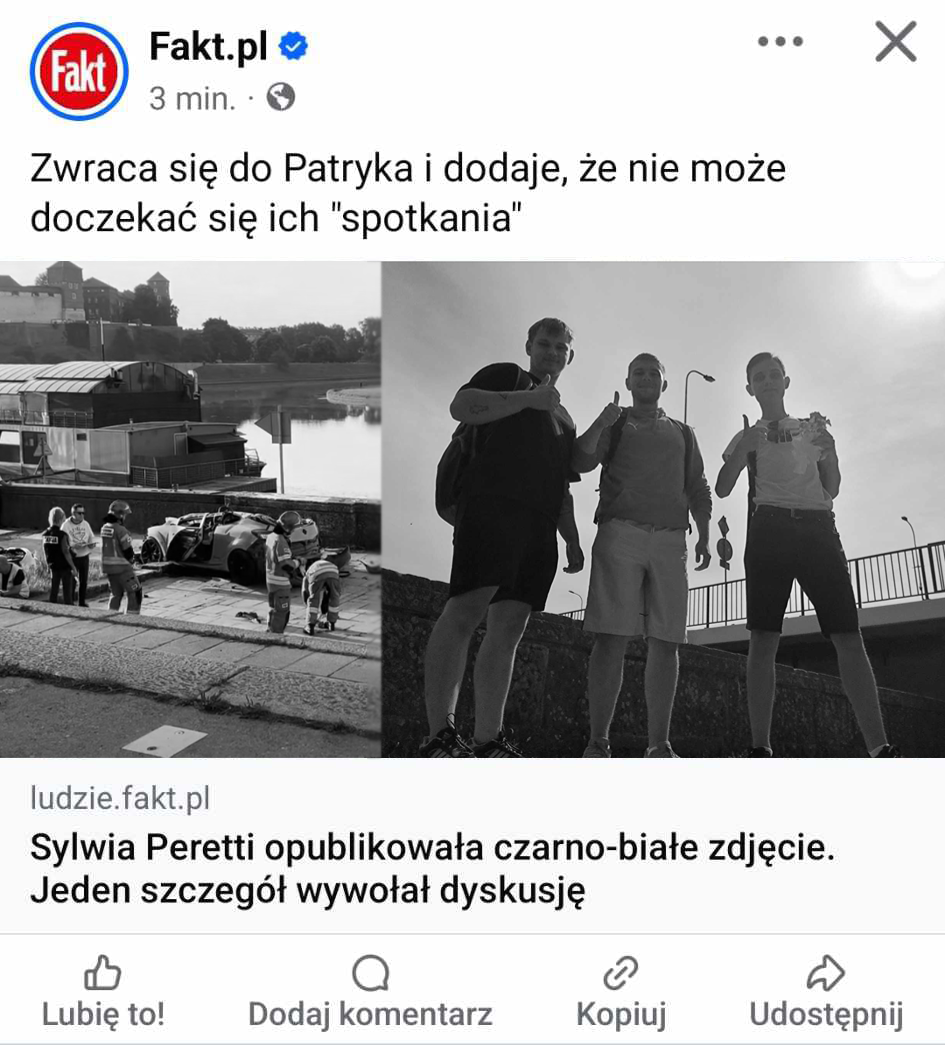 Fakt
Fakt.pl
3 min. ·
Zwraca się do Patryka i dodaje, że nie może
doczekać się ich "spotkania"
ludzie.fakt.pl
Sylwia Peretti opublikowała czarno-białe zdjęcie.
Jeden szczegół wywołał dyskusję
Lubię to!
Dodaj komentarz
Kopiuj
Udostępnij